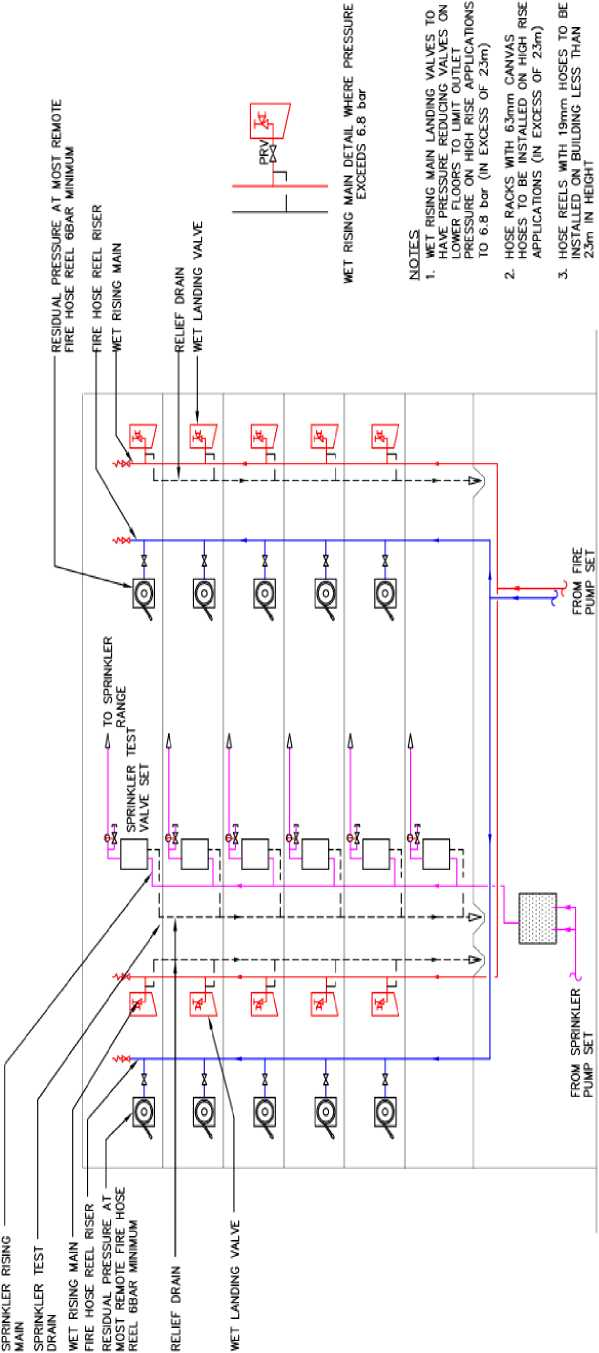 SPRINKLER RISING
MAIN
SPRINKLER TEST
DRAIN
WET RISING MAIN
FIRE HOSE REEL RISER
RESIDUAL PRESSURE AT
MOST REMOTE FIRE HOSE
REEL 6BAR MINIMUM
RELIEF DRAIN
WET LANDING VALVE
TO SPRINKLER
RANGE
SPRINKLER TEST
VALVE SET
FROM SPRINKLER
PUMP SET
FROM FIRE
PUMP SET
RESIDUAL PRESSURE AT MOST REMOTE
FIRE HOSE REEL 6BAR MINIMUM
FIRE HOSE REEL RISER
WET RISING MAIN
RELIEF DRAIN
WET LANDING VALVE
PRV
WET RISING MAIN DETAIL WHERE PRESSURE
EXCEEDS 6.8 bar
NOTES
1. WET RISING MAIN LANDING VALVES TO
HAVE PRESSURE REDUCING VALVES ON
LOWER FLOORS TO LIMIT OUTLET
PRESSURE ON HIGH RISE APPLICATIONS
TO 6.8 bar (IN EXCESS OF 23m)
2. HOSE RACKS WITH 63mm CANVAS
HOSES TO BE INSTALLED ON HIGH RISE
APPLICATIONS (IN EXCESS OF 23m)
3. HOSE REELS WITH 19mm HOSES TO BE
INSTALLED ON BUILDING LESS THAN
23m IN HEIGHT